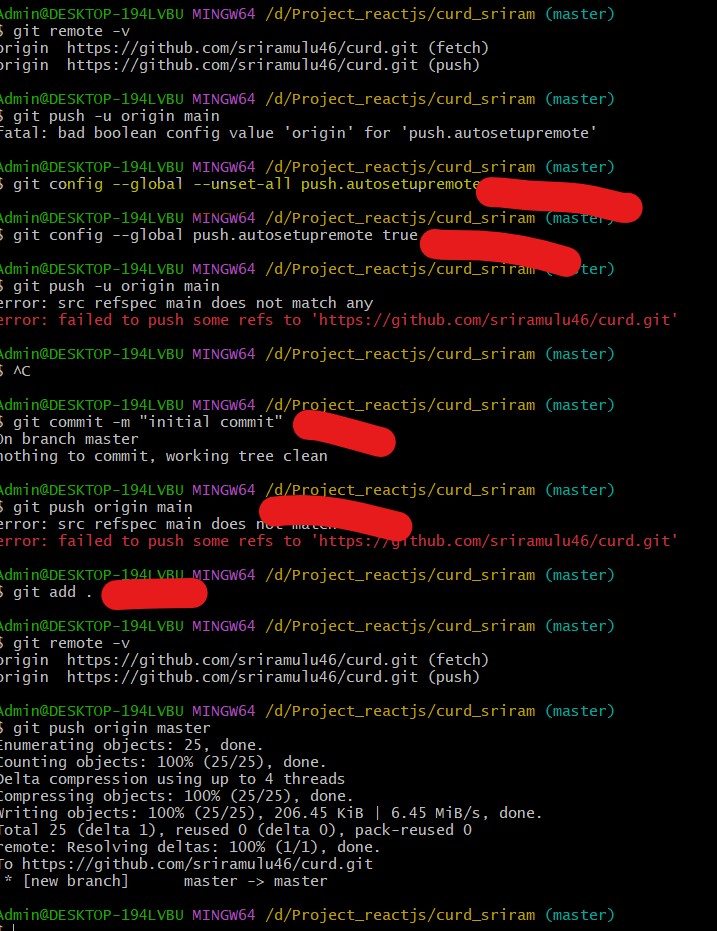 Admin@DESKTOP-194LVBU MINGW64 /d/Project_reactjs/curd_sriram (master)
$ git remote -v
origin  https://github.com/sriramulu46/curd.git (fetch)
origin  https://github.com/sriramulu46/curd.git (push)
Admin@DESKTOP-194LVBU MINGW64 /d/Project_reactjs/curd_sriram (master)
$ git push -u origin main
fatal: bad boolean config value 'origin' for 'push.autosetupremote'
Admin@DESKTOP-194LVBU MINGW64 /d/Project_reactjs/curd_sriram (master)
$ git config --global --unset-all push.autosetupremote
Admin@DESKTOP-194LVBU MINGW64 /d/Project_reactjs/curd_sriram (master)
$ git config --global push.autosetupremote true
Admin@DESKTOP-194LVBU MINGW64 /d/Project_reactjs/curd_sriram (master)
$ git push -u origin main
error: src refspec main does not match any
error: failed to push some refs to 'https://github.com/sriramulu46/curd.git'
Admin@DESKTOP-194LVBU MINGW64 /d/Project_reactjs/curd_sriram (master)
$ ^C
Admin@DESKTOP-194LVBU MINGW64 /d/Project_reactjs/curd_sriram (master)
$ git commit -m "initial commit"
On branch master
nothing to commit, working tree clean
Admin@DESKTOP-194LVBU MINGW64 /d/Project_reactjs/curd_sriram (master)
$ git push origin main
error: src refspec main does not match
error: failed to push some refs to 'https://github.com/sriramulu46/curd.git'
Admin@DESKTOP-194LVBU MINGW64 /d/Project_reactjs/curd_sriram (master)
$ git add .
Admin@DESKTOP-194LVBU MINGW64 /d/Project_reactjs/curd_sriram (master)
$ git remote -v
origin  https://github.com/sriramulu46/curd.git (fetch)
origin  https://github.com/sriramulu46/curd.git (push)
Admin@DESKTOP-194LVBU MINGW64 /d/Project_reactjs/curd_sriram (master)
$ git push origin master
Enumerating objects: 25, done.
Counting objects: 100% (25/25), done.
Delta compression using up to 4 threads
Compressing objects: 100% (25/25), done.
Writing objects: 100% (25/25), 206.45 KiB | 6.45 MiB/s, done.
Total 25 (delta 1), reused 0 (delta 0), pack-reused 0
remote: Resolving deltas: 100% (1/1), done.
To https://github.com/sriramulu46/curd.git
 * [new branch]      master -> master
Admin@DESKTOP-194LVBU MINGW64 /d/Project_reactjs/curd_sriram (master)
$